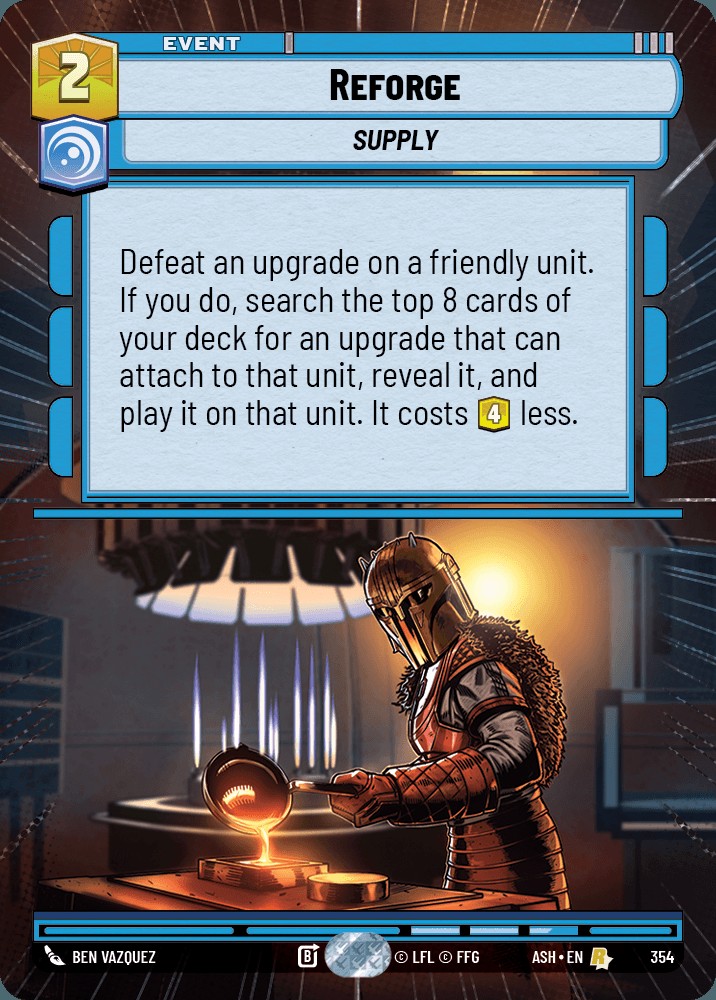 EVENT
2
REFORGE
SUPPLY
Defeat an upgrade on a friendly unit.
If you do, search the top 8 cards of
your deck for an upgrade that can
attach to that unit, reveal it, and
play it on that unit. It costs 4 less.
BEN VAZQUEZ
B
© LFL © FFG
ASH • EN
R
354